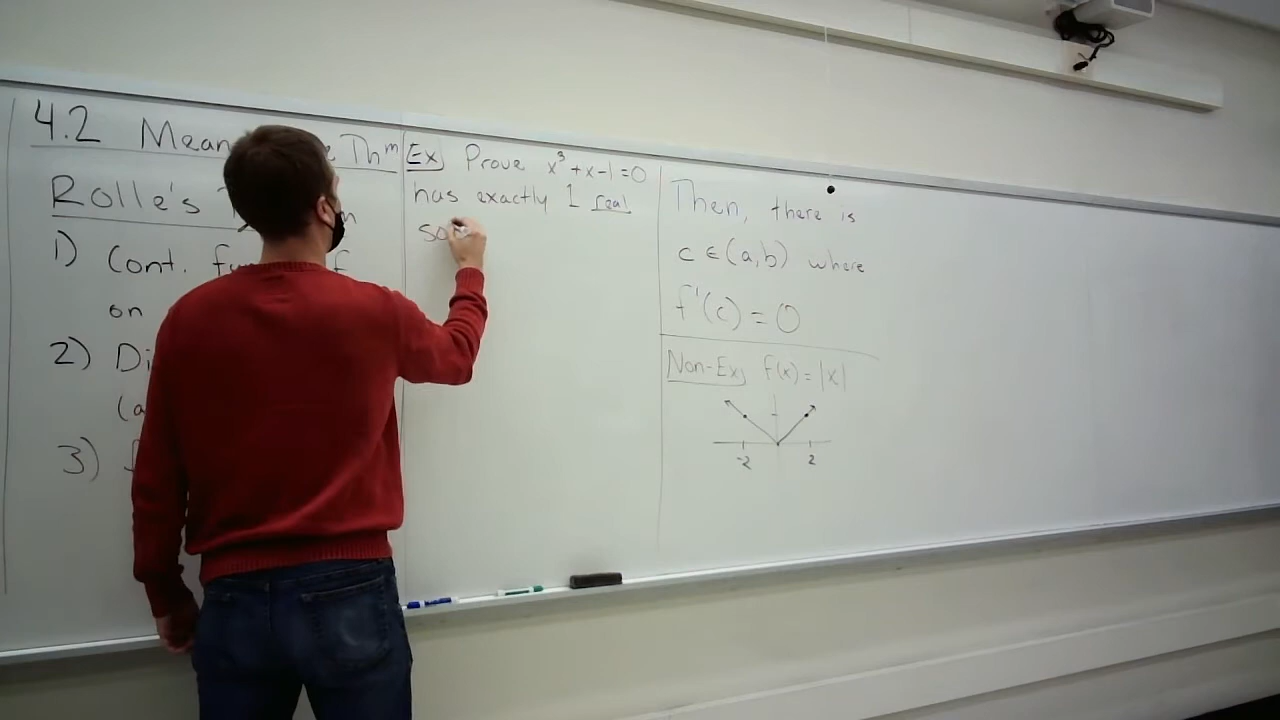 4.2 Mean Thm
Rolle's
1) Cont. f
on
2) Di
(a
3) f
Ex Prove x³+x-1=0
has exactly 1 real
so
Then, there is
c ∈ (a,b) where
f'(c) = 0
Non-Ex f(x) = |x|
-2 2